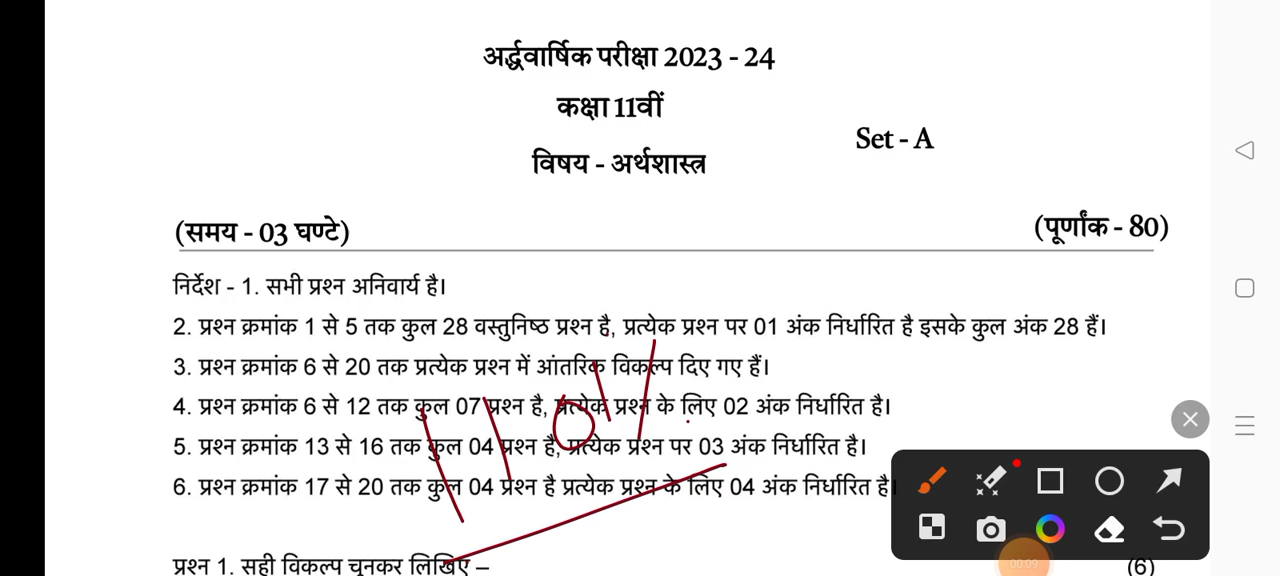 अर्द्धवार्षिक परीक्षा 2023 - 24
कक्षा 11वीं
Set - A
विषय - अर्थशास्त्र
(समय - 03 घण्टे) (पूर्णांक - 80)
निर्देश - 1. सभी प्रश्न अनिवार्य है।
2. प्रश्न क्रमांक 1 से 5 तक कुल 28 वस्तुनिष्ठ प्रश्न है, प्रत्येक प्रश्न पर 01 अंक निर्धारित है इसके कुल अंक 28 हैं।
3. प्रश्न क्रमांक 6 से 20 तक प्रत्येक प्रश्न में आंतरिक विकल्प दिए गए हैं।
4. प्रश्न क्रमांक 6 से 12 तक कुल 07 प्रश्न है, प्रत्येक प्रश्न के लिए 02 अंक निर्धारित है।
5. प्रश्न क्रमांक 13 से 16 तक कुल 04 प्रश्न है, प्रत्येक प्रश्न पर 03 अंक निर्धारित है।
6. प्रश्न क्रमांक 17 से 20 तक कुल 04 प्रश्न है प्रत्येक प्रश्न के लिए 04 अंक निर्धारित है।
प्रश्न 1. सही विकल्प चुनकर लिखिए – (6)
00:09